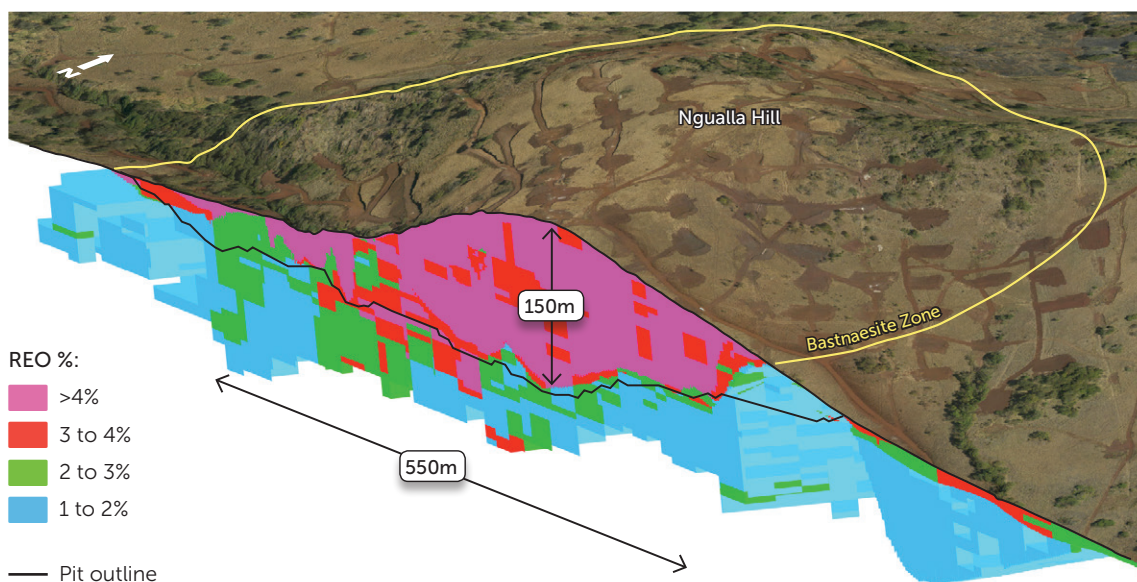 N
Ngualla Hill
150m
Bastnaesite Zone
REO %:
>4%
3 to 4%
2 to 3%
1 to 2%
550m
Pit outline